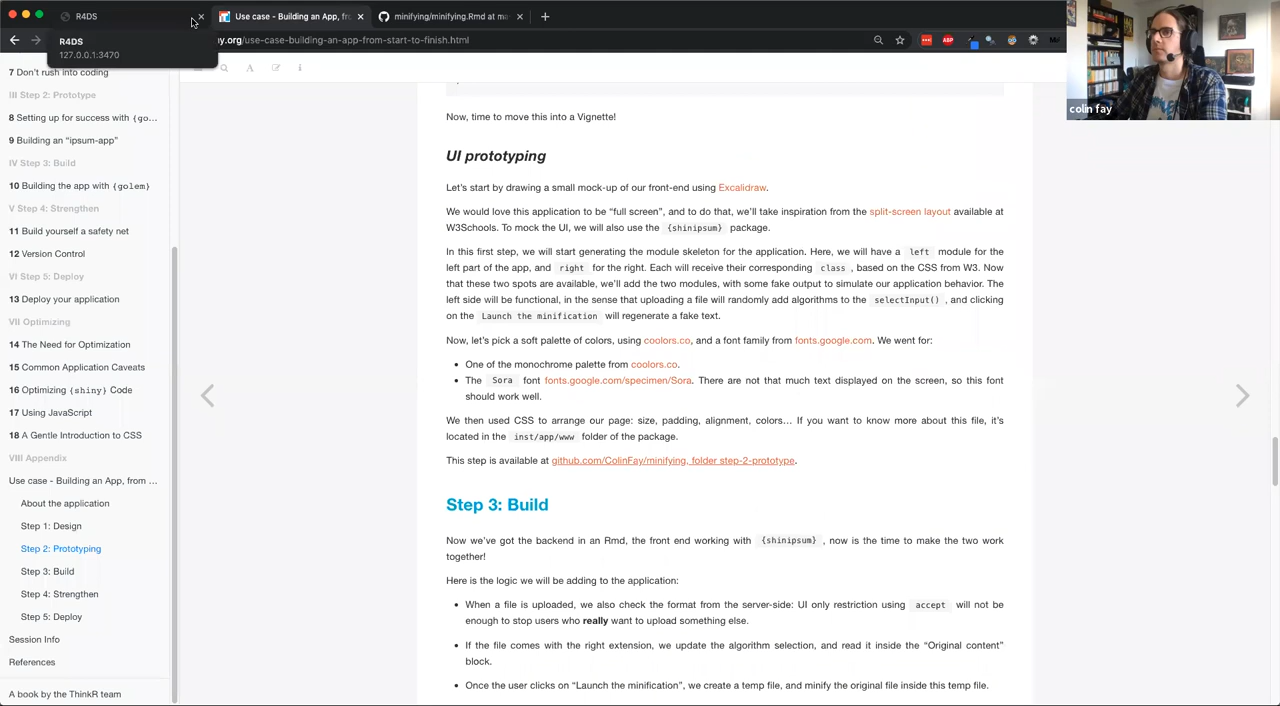 R4DS
Use case - Building an App, fro
minifying/minifying.Rmd at ma
R4DS
127.0.0.1:3470
y.org/use-case-building-an-app-from-start-to-finish.html
ABP
colin fay
7 Don't rush into coding
III Step 2: Prototype
8 Setting up for success with {go...
9 Building an “ipsum-app”
IV Step 3: Build
10 Building the app with {golem}
V Step 4: Strengthen
11 Build yourself a safety net
12 Version Control
VI Step 5: Deploy
13 Deploy your application
VII Optimizing
14 The Need for Optimization
15 Common Application Caveats
16 Optimizing {shiny} Code
17 Using JavaScript
18 A Gentle Introduction to CSS
VIII Appendix
Use case - Building an App, from ...
About the application
Step 1: Design
Step 2: Prototyping
Step 3: Build
Step 4: Strengthen
Step 5: Deploy
Session Info
References
A book by the ThinkR team
Now, time to move this into a Vignette!
UI prototyping
Let's start by drawing a small mock-up of our front-end using Excalidraw.
We would love this application to be “full screen”, and to do that, we'll take inspiration from the split-screen layout available at
W3Schools. To mock the UI, we will also use the {shinipsum} package.
In this first step, we will start generating the module skeleton for the application. Here, we will have a left module for the
left part of the app, and right for the right. Each will receive their corresponding class , based on the CSS from W3. Now
that these two spots are available, we'll add the two modules, with some fake output to simulate our application behavior. The
left side will be functional, in the sense that uploading a file will randomly add algorithms to the selectInput() , and clicking
on the Launch the minification will regenerate a fake text.
Now, let's pick a soft palette of colors, using coolors.co, and a font family from fonts.google.com. We went for:
• One of the monochrome palette from coolors.co.
• The Sora font fonts.google.com/specimen/Sora. There are not that much text displayed on the screen, so this font
should work well.
We then used CSS to arrange our page: size, padding, alignment, colors… If you want to know more about this file, it's
located in the inst/app/www folder of the package.
This step is available at github.com/ColinFay/minifying, folder step-2-prototype.
Step 3: Build
Now we've got the backend in an Rmd, the front end working with {shinipsum} , now is the time to make the two work
together!
Here is the logic we will be adding to the application:
• When a file is uploaded, we also check the format from the server-side: UI only restriction using accept will not be
enough to stop users who really want to upload something else.
• If the file comes with the right extension, we update the algorithm selection, and read it inside the “Original content”
block.
• Once the user clicks on “Launch the minification”, we create a temp file, and minify the original file inside this temp file.